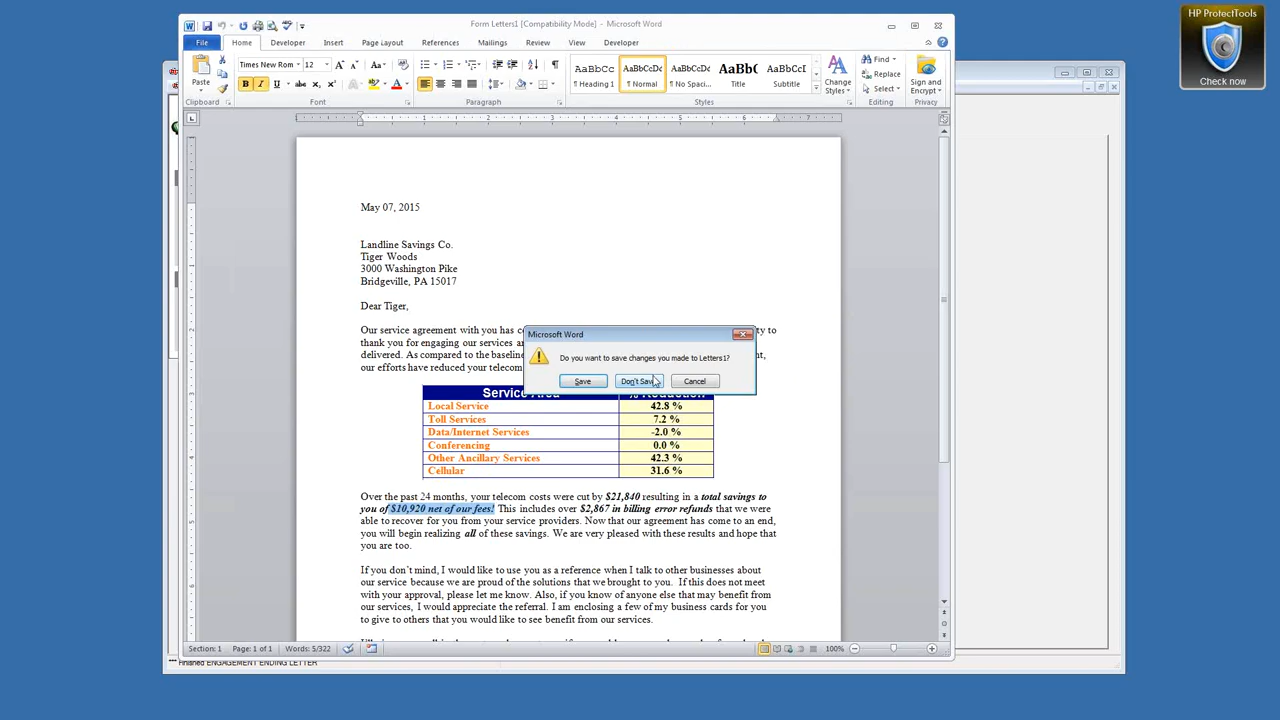 Form Letters1 [Compatibility Mode] - Microsoft Word
HP ProtectTools
Check now
File Home Developer Insert Page Layout References Mailings Review View Developer
Times New Rom 12
Paste
AaBbCc AaBbCcDc AaBbCcDc AaBb( AaBbCcI
¶ Heading 1 ¶ Normal ¶ No Spaci... Title Subtitle
Change Styles
Find
Replace
Select
Sign and Encrypt
Clipboard Font Paragraph Styles Editing Privacy
May 07, 2015
Landline Savings Co.
Tiger Woods
3000 Washington Pike
Bridgeville, PA 15017
Dear Tiger,
Our service agreement with you has
thank you for engaging our services
delivered. As compared to the baseline
our efforts have reduced your telecom
Microsoft Word
Do you want to save changes you made to Letters1?
Save Don't Save Cancel
Service Area % Reduction
Local Service 42.8 %
Toll Services 7.2 %
Data/Internet Services -2.0 %
Conferencing 0.0 %
Other Ancillary Services 42.3 %
Cellular 31.6 %
Over the past 24 months, your telecom costs were cut by $21,840 resulting in a total savings to
you of $10,920 net of our fees! This includes over $2,867 in billing error refunds that we were
able to recover for you from your service providers. Now that our agreement has come to an end,
you will begin realizing all of these savings. We are very pleased with these results and hope that
you are too.
If you don't mind, I would like to use you as a reference when I talk to other businesses about
our service because we are proud of the solutions that we brought to you. If this does not meet
with your approval, please let me know. Also, if you know of anyone else that may benefit from
our services, I would appreciate the referral. I am enclosing a few of my business cards for you
to give to others that you would like to see benefit from our services.
Section: 1 Page: 1 of 1 Words: 5/322 100%
*** Finished ENGAGEMENT ENDING LETTER